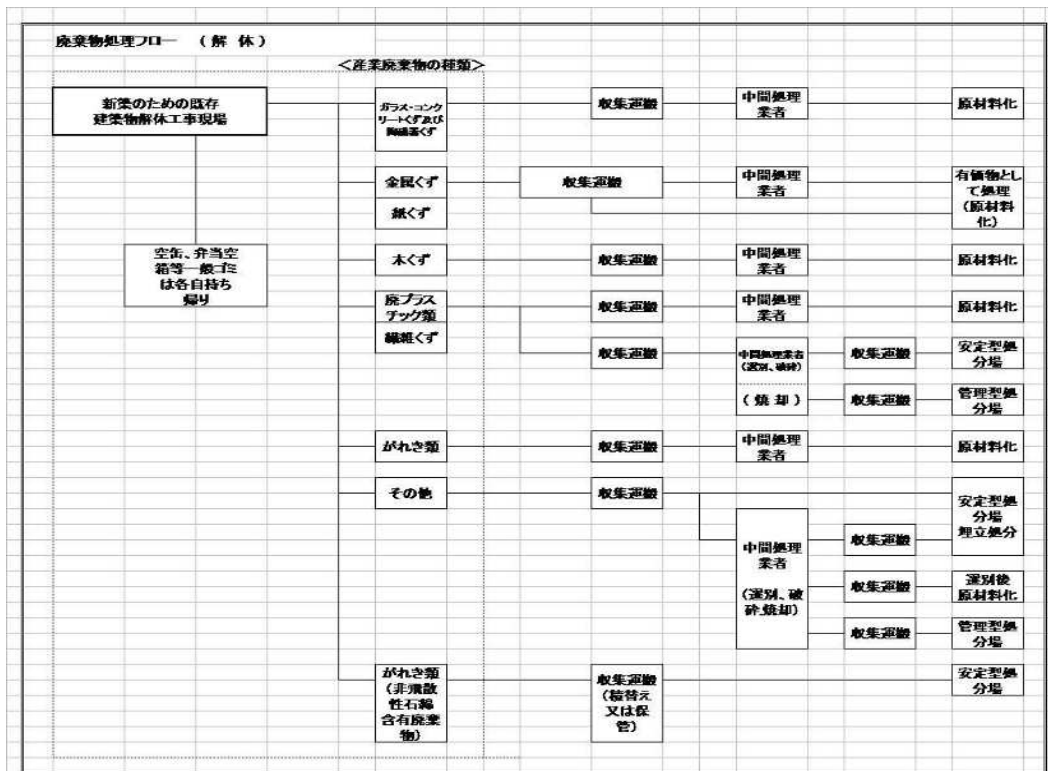 廃棄物処理フロー （ 解 体 ）
＜産業廃棄物の種類＞
新築のための既存
建築物解体工事現場
ガラス・コンク
リートくず及び
陶磁器くず
収集運搬
中間処理
業者
原材料化
金属くず
収集運搬
中間処理
業者
有価物とし
て処理
（原材料
化）
紙くず
空缶、弁当空
箱等一般ゴミ
は各自持ち
帰り
木くず
収集運搬
中間処理
業者
原材料化
廃プラス
チック類
収集運搬
中間処理
業者
原材料化
繊維くず
収集運搬
中間処理業者
（選別、破砕）
収集運搬
安定型処
分場
（ 焼 却 ）
収集運搬
管理型処
分場
がれき類
収集運搬
中間処理
業者
原材料化
その他
収集運搬
安定型処
分場
埋立処分
中間処理
業者
（選別、破
砕、焼却）
収集運搬
収集運搬
選別後
原材料化
収集運搬
管理型処
分場
がれき類
（非飛散
性石綿
含有廃棄
物）
収集運搬
（積替え
又は保
管）
安定型処
分場